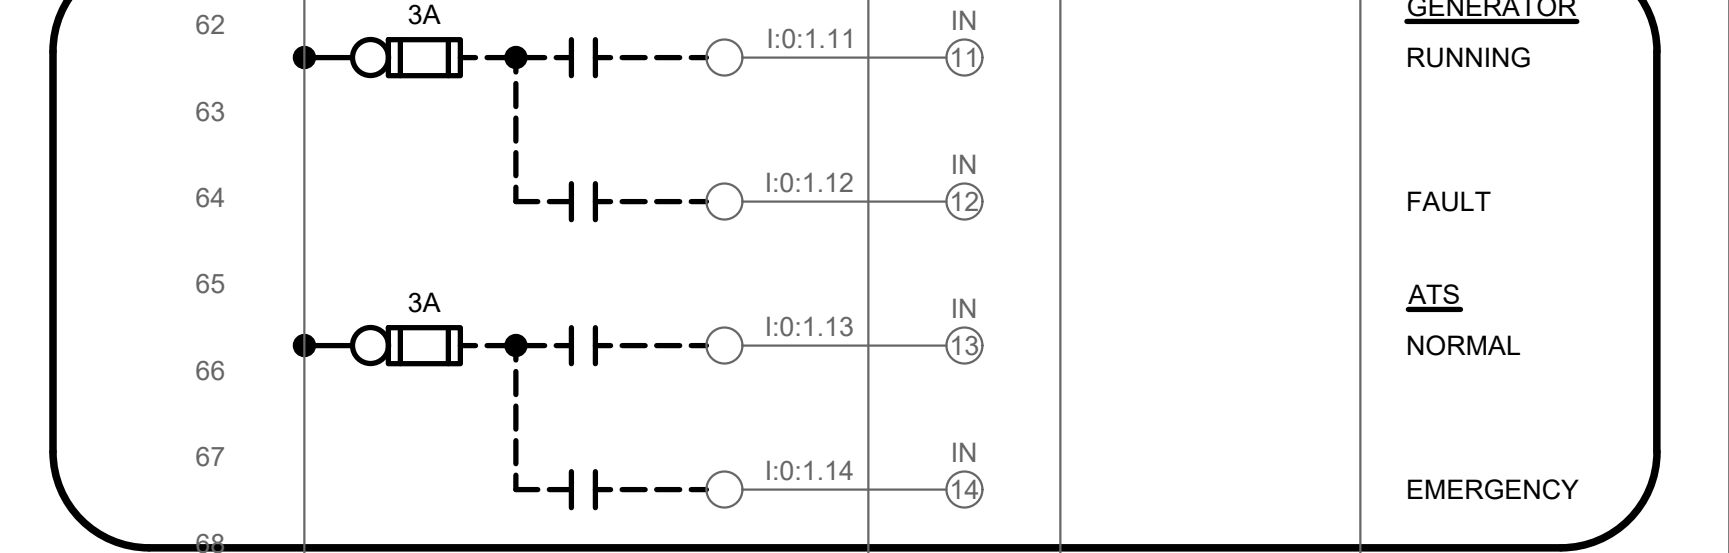 GENERATOR
62 3A I:0:1.11 IN 11 RUNNING
63
64 I:0:1.12 IN 12 FAULT
65 ATS
3A I:0:1.13 IN 13 NORMAL
66
67 I:0:1.14 IN 14 EMERGENCY
68